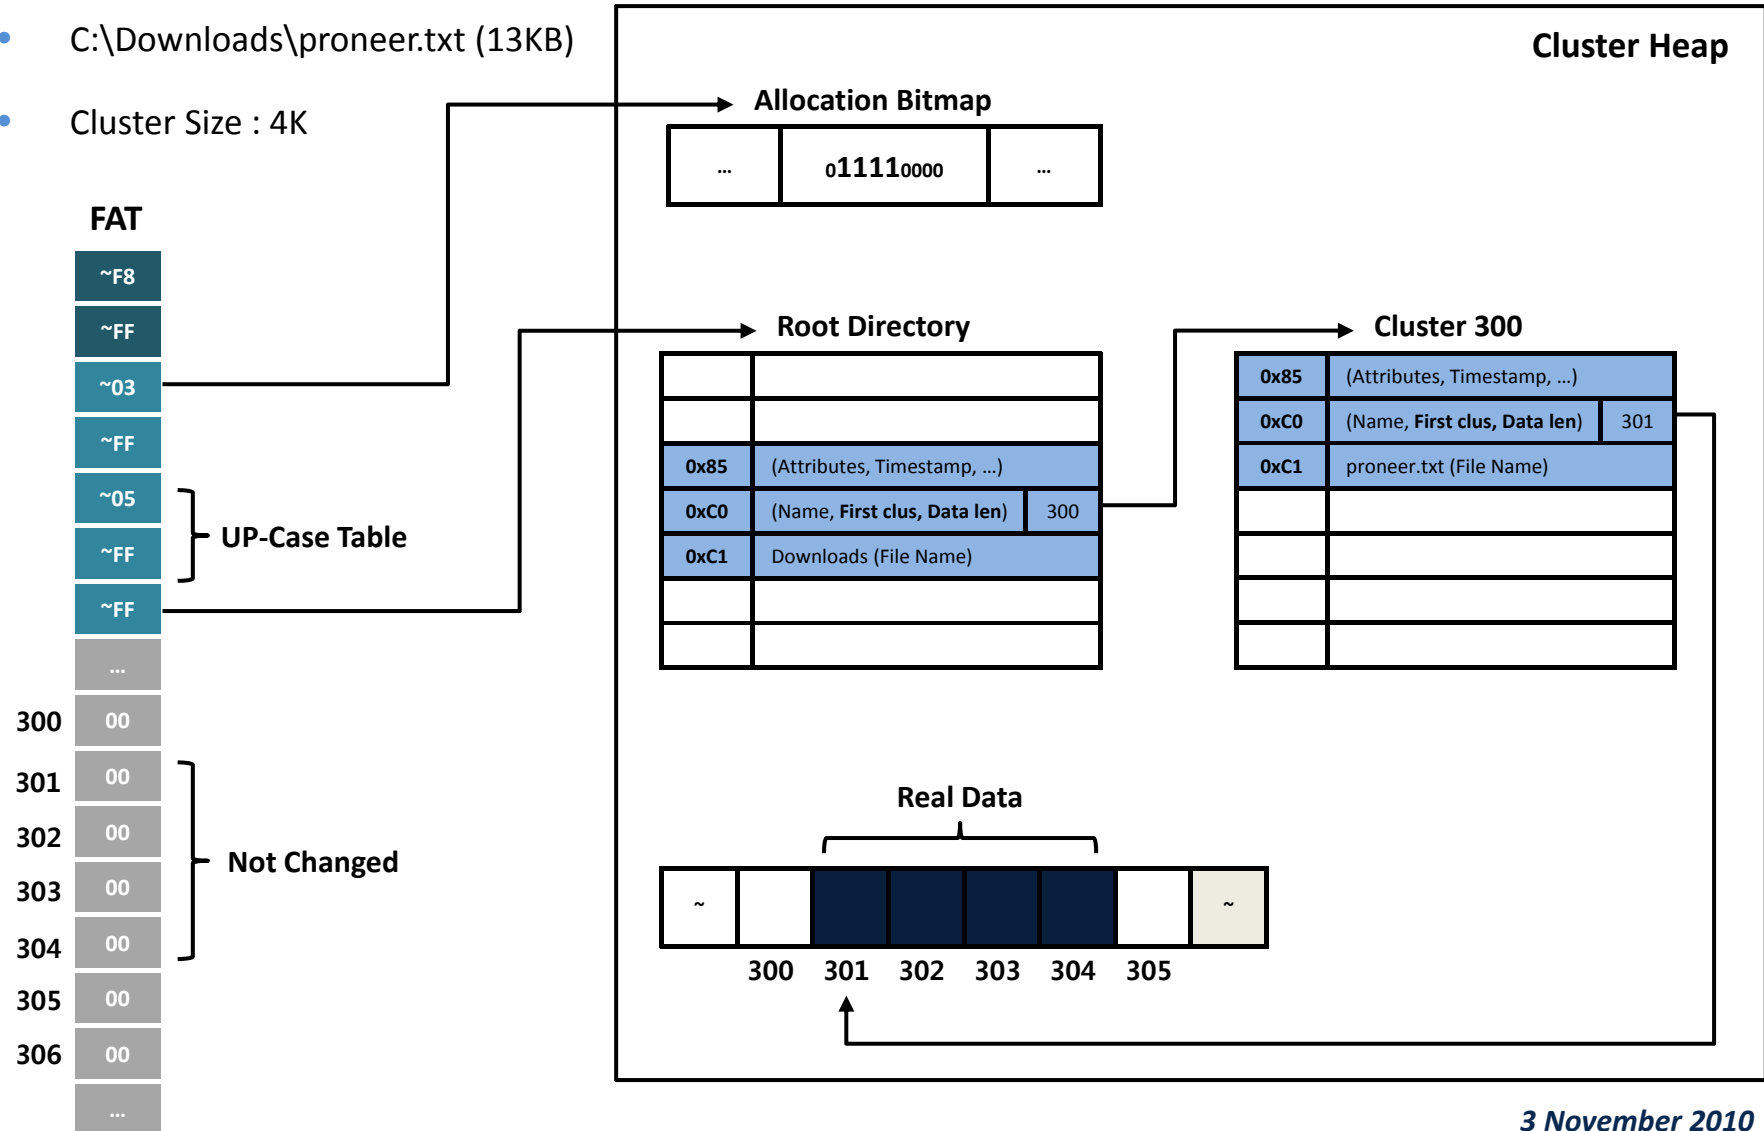 • C:\Downloads\proneer.txt (13KB)
• Cluster Size : 4K
Cluster Heap
Allocation Bitmap
... 011110000 ...
FAT
~F8
~FF
~03
~FF
~05
~FF
~FF
...
300 00
301 00
302 00
303 00
304 00
305 00
306 00
...
UP-Case Table
Not Changed
Root Directory
0x85 (Attributes, Timestamp, ...)
0xC0 (Name, First clus, Data len) 300
0xC1 Downloads (File Name)
Cluster 300
0x85 (Attributes, Timestamp, ...)
0xC0 (Name, First clus, Data len) 301
0xC1 proneer.txt (File Name)
Real Data
~ ~
300 301 302 303 304 305
3 November 2010